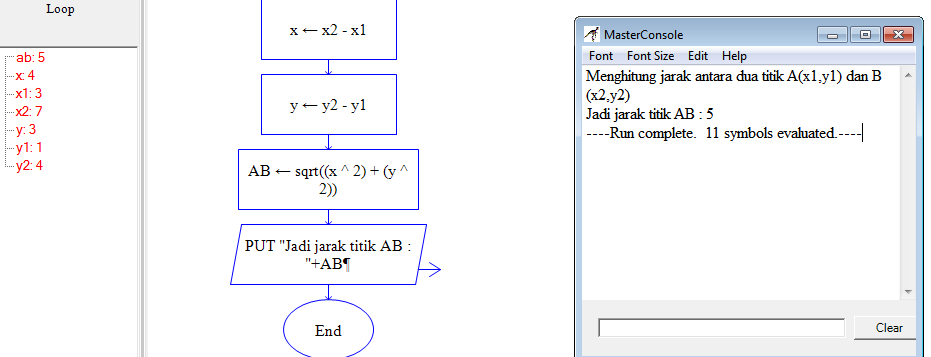 Loop
ab: 5
x: 4
x1: 3
x2: 7
y: 3
y1: 1
y2: 4
x ← x2 - x1
y ← y2 - y1
AB ← sqrt((x ^ 2) + (y ^
2))
PUT "Jadi jarak titik AB :
"+AB¶
End
MasterConsole
Font Font Size Edit Help
Menghitung jarak antara dua titik A(x1,y1) dan B
(x2,y2)
Jadi jarak titik AB : 5
----Run complete. 11 symbols evaluated.----
Clear